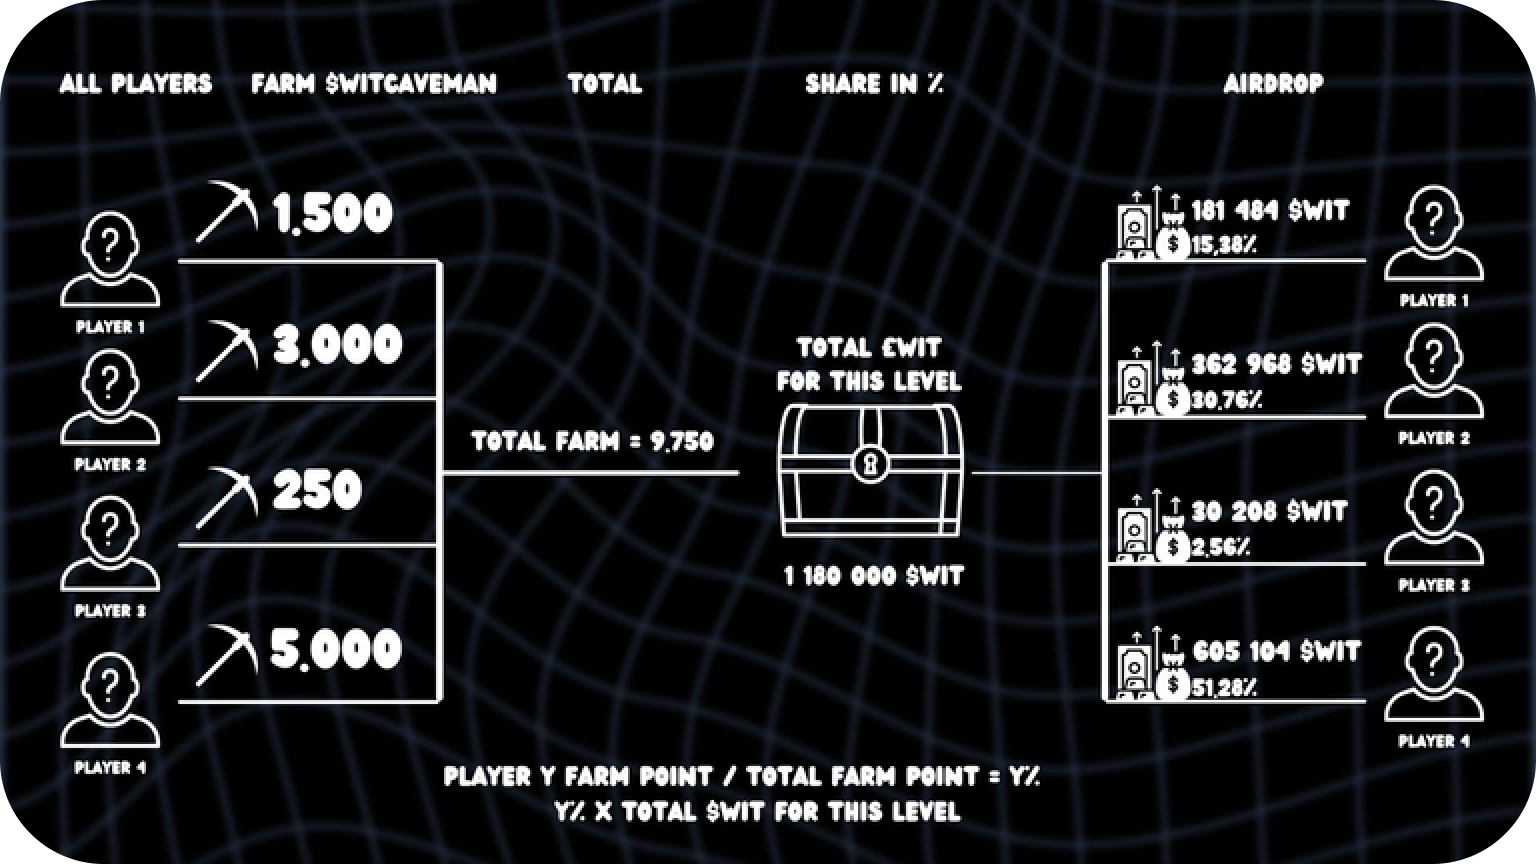 ALL PLAYERS FARM $WITCAVEMAN TOTAL SHARE IN % AIRDROP
1.500
PLAYER 1
3.000
PLAYER 2
250
PLAYER 3
5.000
PLAYER 4
TOTAL FARM = 9.750
TOTAL £WIT
FOR THIS LEVEL
1 180 000 $WIT
181 484 $WIT
15,38%
PLAYER 1
362 968 $WIT
30,76%
PLAYER 2
30 208 $WIT
2,56%
PLAYER 3
605 104 $WIT
51,28%
PLAYER 4
PLAYER Y FARM POINT / TOTAL FARM POINT = Y%
Y% X TOTAL $WIT FOR THIS LEVEL